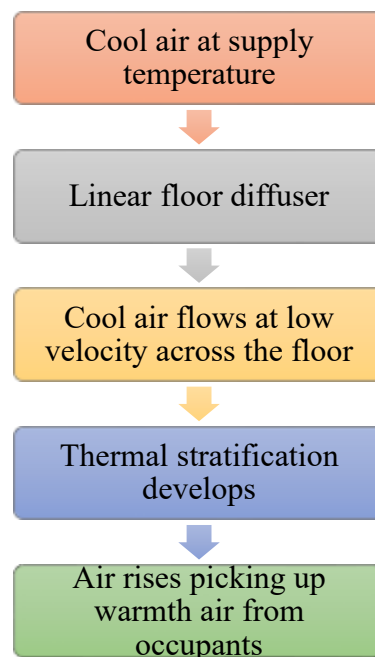 Cool air at supply
temperature
Linear floor diffuser
Cool air flows at low
velocity across the floor
Thermal stratification
develops
Air rises picking up
warmth air from
occupants